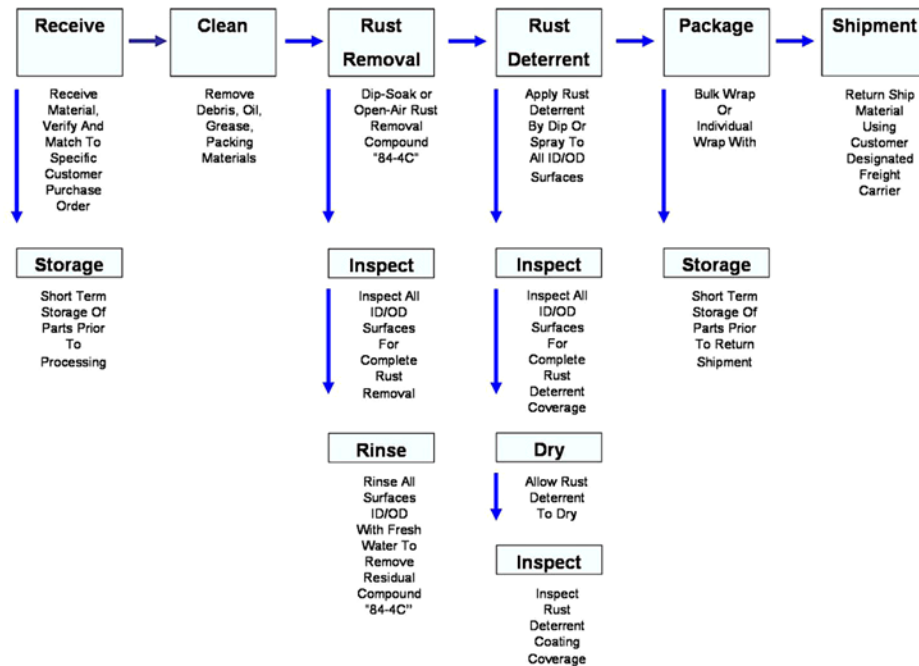 Receive
Clean
Rust
Removal
Rust
Deterrent
Package
Shipment
Receive
Material,
Verify And
Match To
Specific
Customer
Purchase
Order
Remove
Debris, Oil,
Grease,
Packing
Materials
Dip-Soak or
Open-Air Rust
Removal
Compound
"84-4C"
Apply Rust
Deterrent
By Dip Or
Spray To
All ID/OD
Surfaces
Bulk Wrap
Or
Individual
Wrap With
Return Ship
Material
Using
Customer
Designated
Freight
Carrier
Storage
Short Term
Storage Of
Parts Prior
To
Processing
Inspect
Inspect All
ID/OD
Surfaces
For
Complete
Rust
Removal
Inspect
Inspect All
ID/OD
Surfaces
For
Complete
Rust
Deterrent
Coverage
Storage
Short Term
Storage Of
Parts Prior
To Return
Shipment
Rinse
Rinse All
Surfaces
ID/OD
With Fresh
Water To
Remove
Residual
Compound
"84-4C"
Dry
Allow Rust
Deterrent
To Dry
Inspect
Inspect
Rust
Deterrent
Coating
Coverage